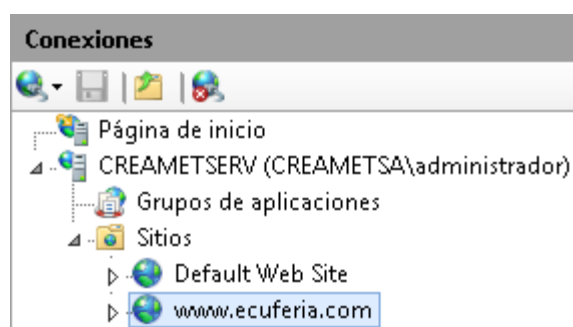 Conexiones
Página de inicio
CREAMETSERV (CREAMETSA\administrador)
Grupos de aplicaciones
Sitios
Default Web Site
www.ecuferia.com